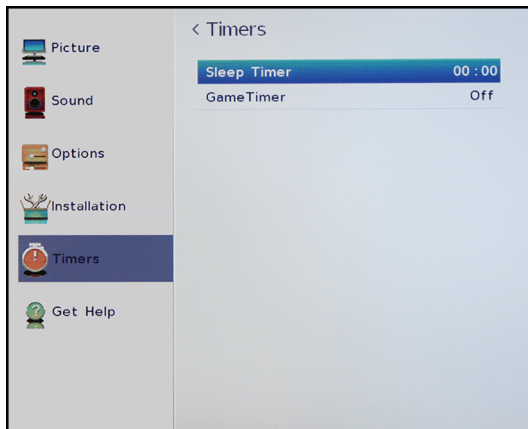 Picture
Sound
Options
Installation
Timers
Get Help
< Timers
Sleep Timer 00:00
GameTimer Off